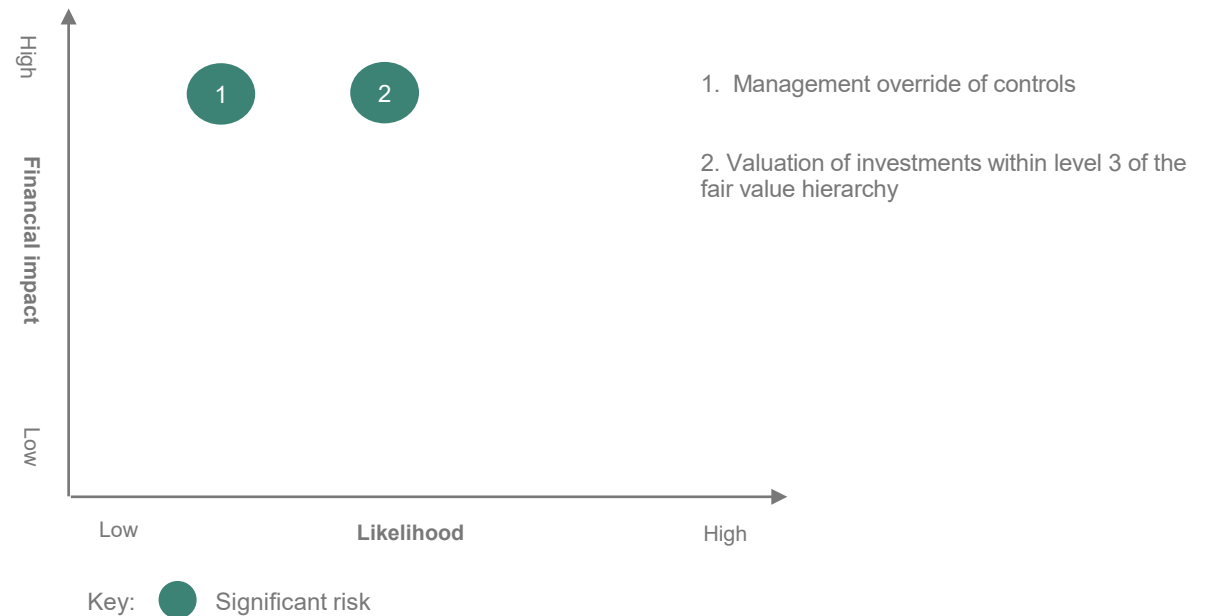 High
Financial impact
Low
1
2
1. Management override of controls
2. Valuation of investments within level 3 of the
fair value hierarchy
Low
Likelihood
High
Key:
Significant risk